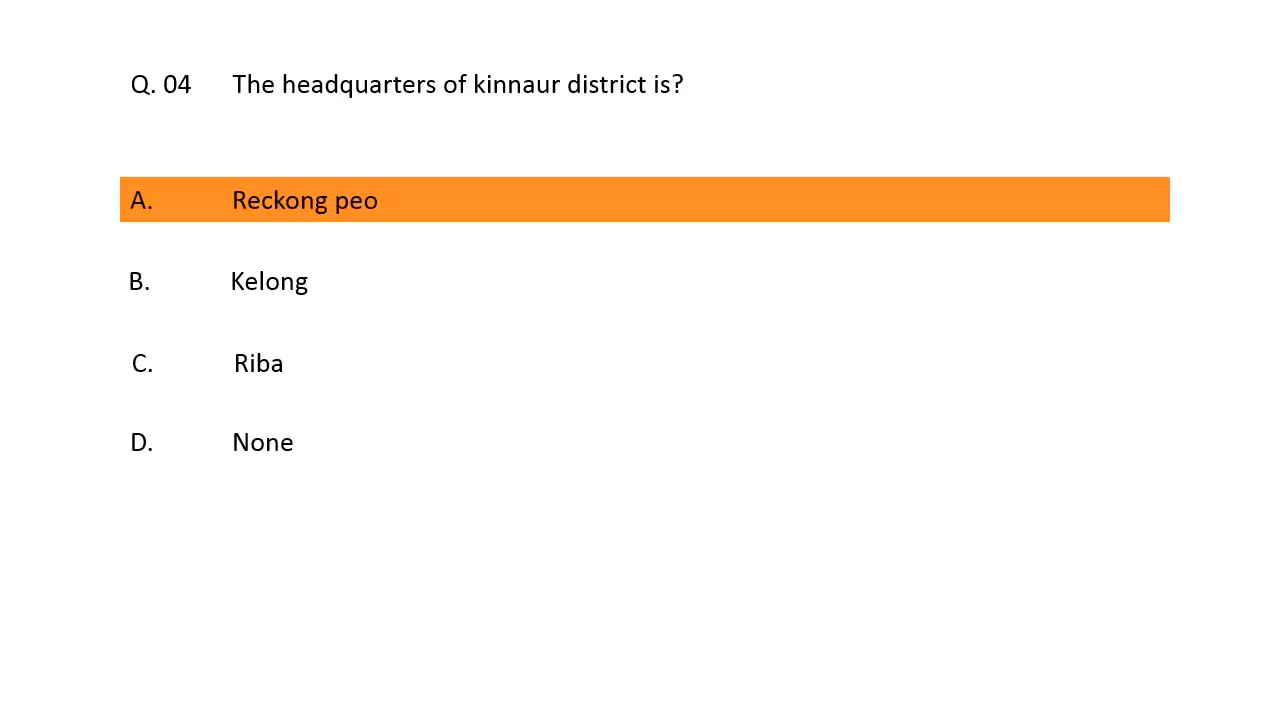 Q. 04 The headquarters of kinnaur district is?
A. Reckong peo
B. Kelong
C. Riba
D. None